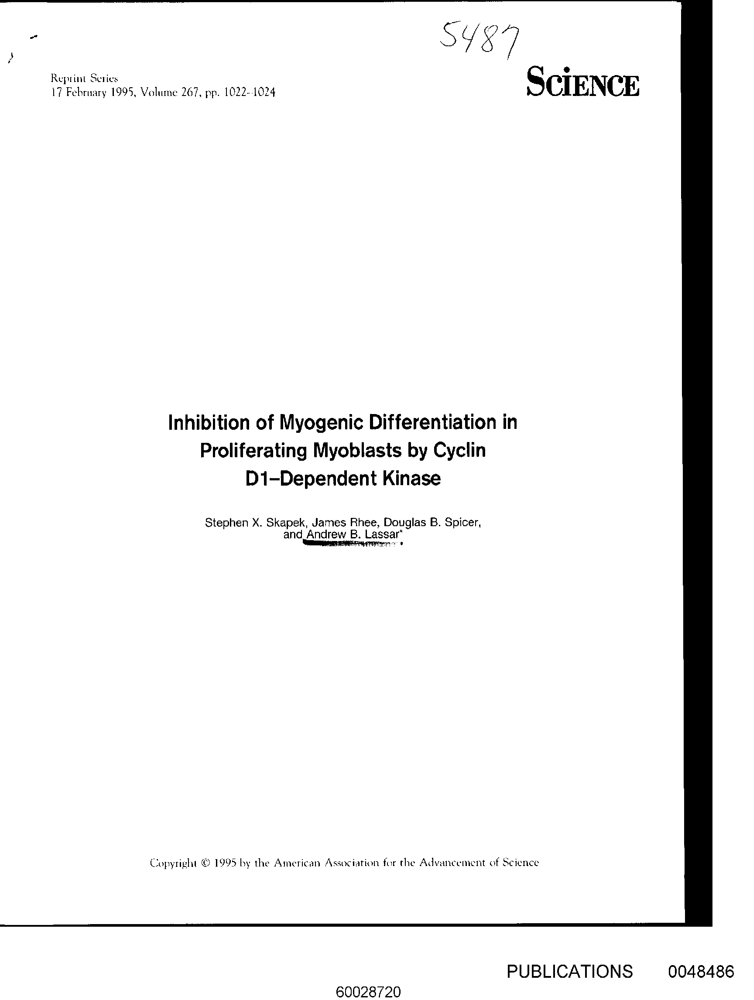 5487
Reprint Series
17 February 1995, Volume 267, pp. 1022–1024
SCIENCE
Inhibition of Myogenic Differentiation in
Proliferating Myoblasts by Cyclin
D1–Dependent Kinase
Stephen X. Skapek, James Rhee, Douglas B. Spicer,
and Andrew B. Lassar*
Copyright © 1995 by the American Association for the Advancement of Science
PUBLICATIONS 0048486
60028720